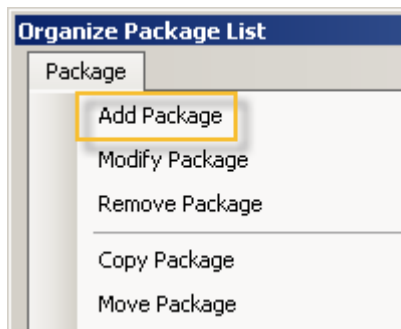 Organize Package List
Package
Add Package
Modify Package
Remove Package
Copy Package
Move Package